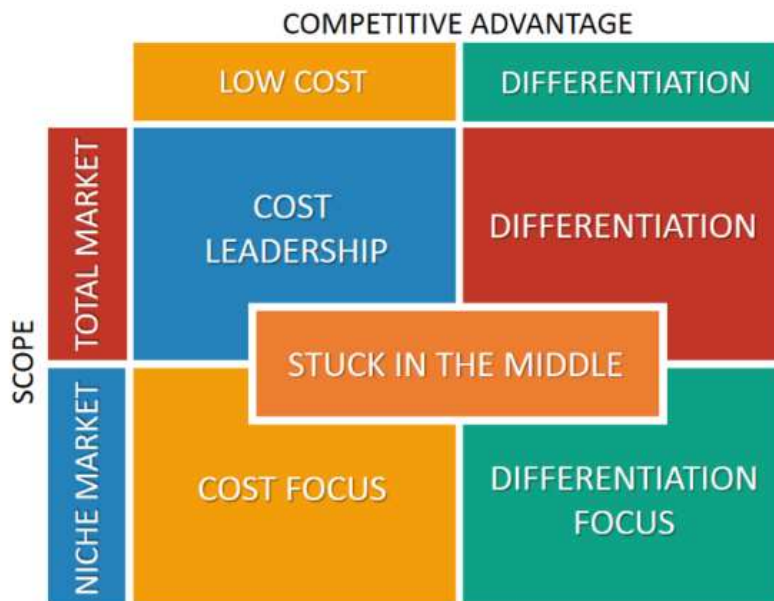 COMPETITIVE ADVANTAGE
LOW COST
DIFFERENTIATION
SCOPE
TOTAL MARKET
COST
LEADERSHIP
DIFFERENTIATION
STUCK IN THE MIDDLE
NICHE MARKET
COST FOCUS
DIFFERENTIATION
FOCUS